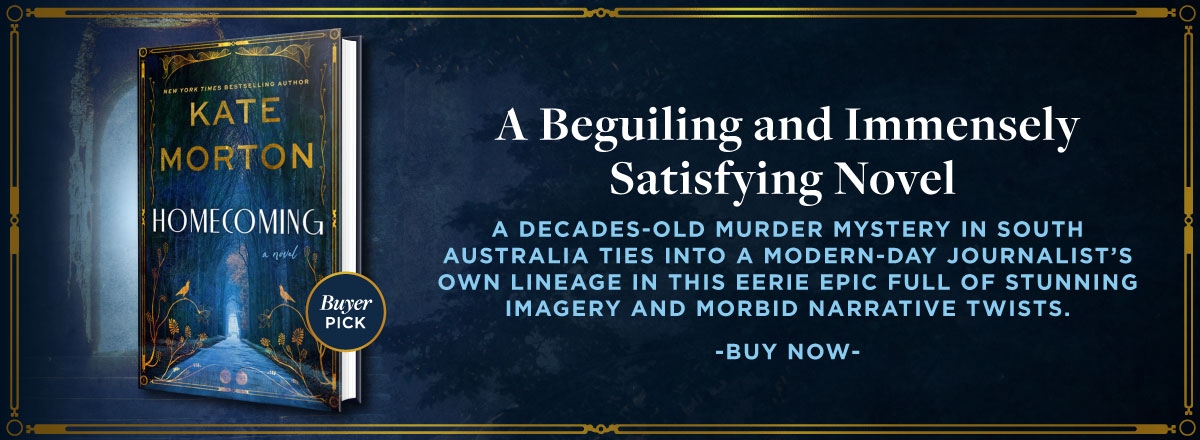 NEW YORK TIMES BESTSELLING AUTHOR
KATE
MORTON
HOMECOMING
a novel
Buyer
PICK
A Beguiling and Immensely
Satisfying Novel
A DECADES-OLD MURDER MYSTERY IN SOUTH
AUSTRALIA TIES INTO A MODERN-DAY JOURNALIST'S
OWN LINEAGE IN THIS EERIE EPIC FULL OF STUNNING
IMAGERY AND MORBID NARRATIVE TWISTS.
-BUY NOW-